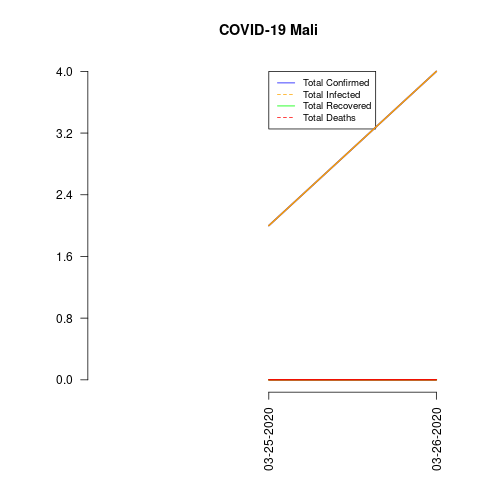 COVID-19 Mali
Total Confirmed
Total Infected
Total Recovered
Total Deaths
4.0
3.2
2.4
1.6
0.8
0.0
03-25-2020
03-26-2020